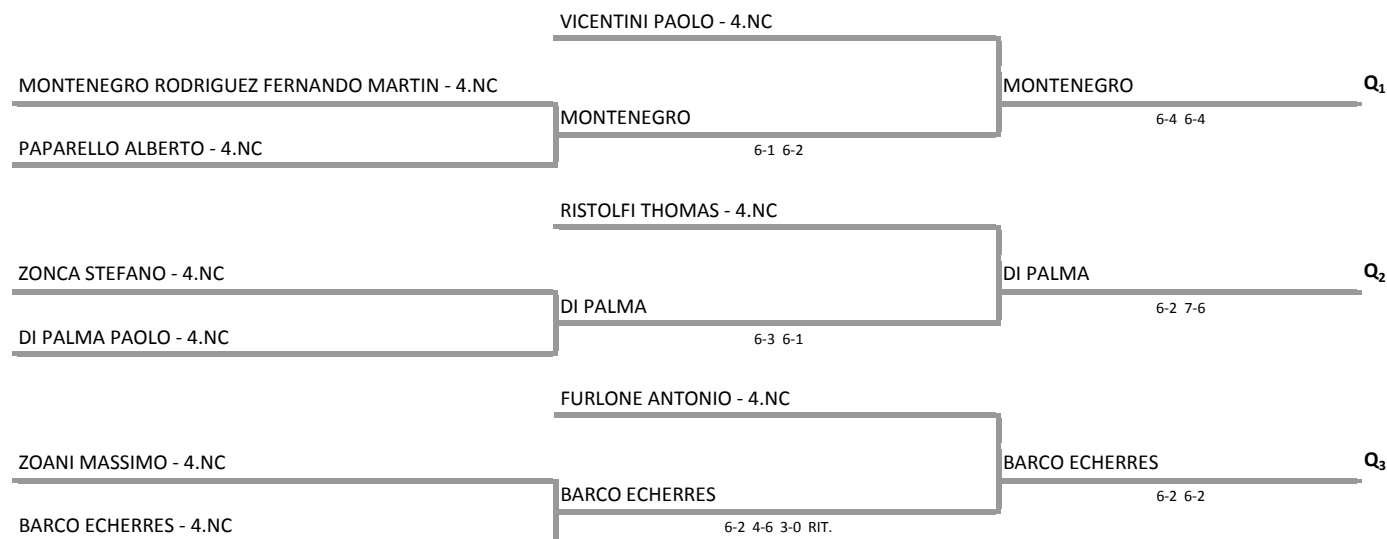 VICENTINI PAOLO - 4.NC
MONTENEGRO RODRIGUEZ FERNANDO MARTIN - 4.NC
MONTENEGRO
Q1
MONTENEGRO
6-4 6-4
PAPARELLO ALBERTO - 4.NC
6-1 6-2
RISTOLFI THOMAS - 4.NC
ZONCA STEFANO - 4.NC
DI PALMA
Q2
DI PALMA
6-2 7-6
DI PALMA PAOLO - 4.NC
6-3 6-1
FURLONE ANTONIO - 4.NC
ZOANI MASSIMO - 4.NC
BARCO ECHERRES
Q3
BARCO ECHERRES
6-2 6-2
BARCO ECHERRES - 4.NC
6-2 4-6 3-0 RIT.